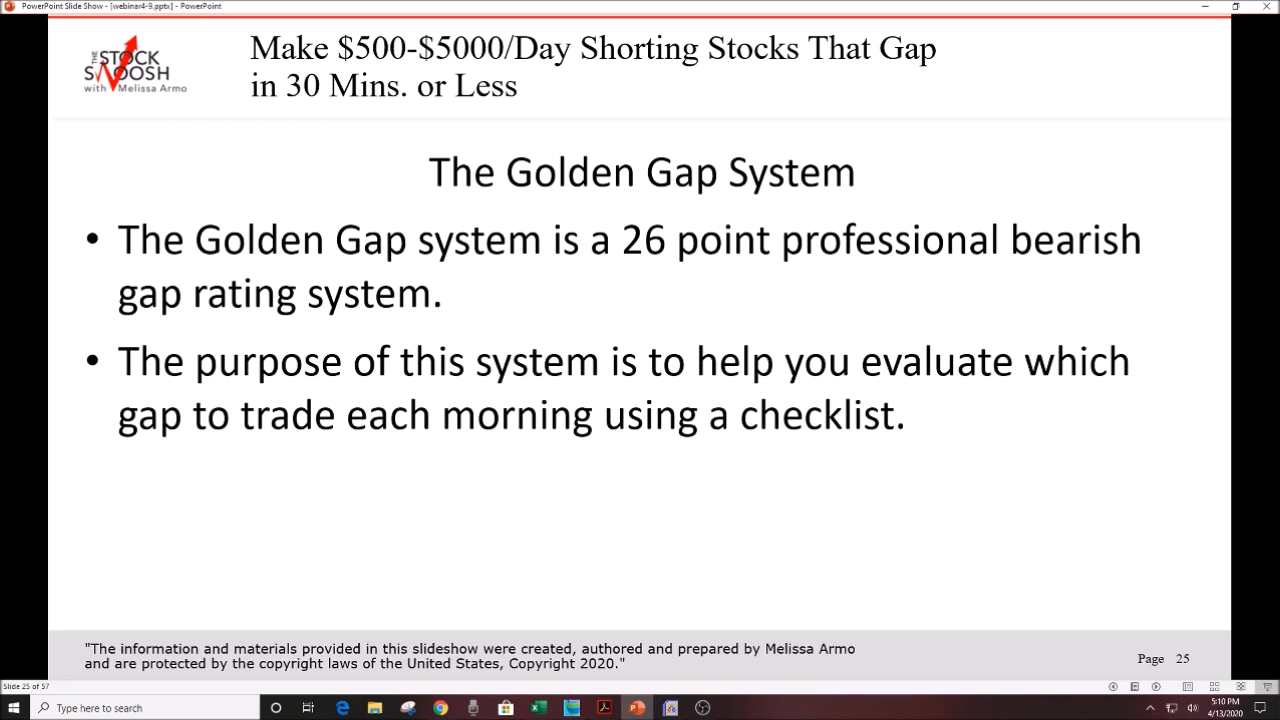 PowerPoint Slide Show - [webinar4-9.pptx] - PowerPoint
THE
STOCK
SWOOSH
with Melissa Armo
Make $500-$5000/Day Shorting Stocks That Gap
in 30 Mins. or Less
The Golden Gap System
• The Golden Gap system is a 26 point professional bearish
gap rating system.
• The purpose of this system is to help you evaluate which
gap to trade each morning using a checklist.
"The information and materials provided in this slideshow were created, authored and prepared by Melissa Armo
and are protected by the copyright laws of the United States, Copyright 2020."
Page 25
Slide 25 of 57
Type here to search
5:10 PM
4/13/2020